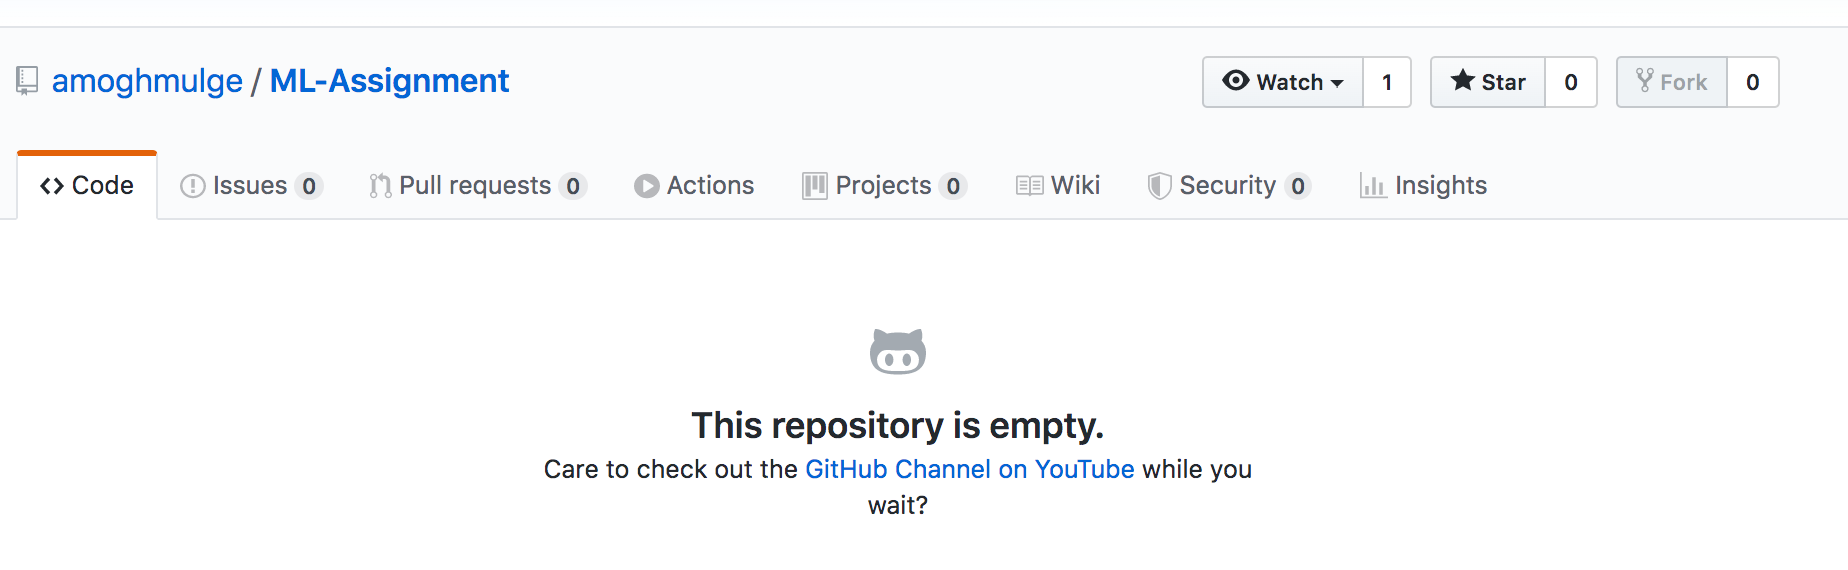 amoghmulge / ML-Assignment
Watch 1 Star 0 Fork 0
Code Issues 0 Pull requests 0 Actions Projects 0 Wiki Security 0 Insights
This repository is empty.
Care to check out the GitHub Channel on YouTube while you
wait?